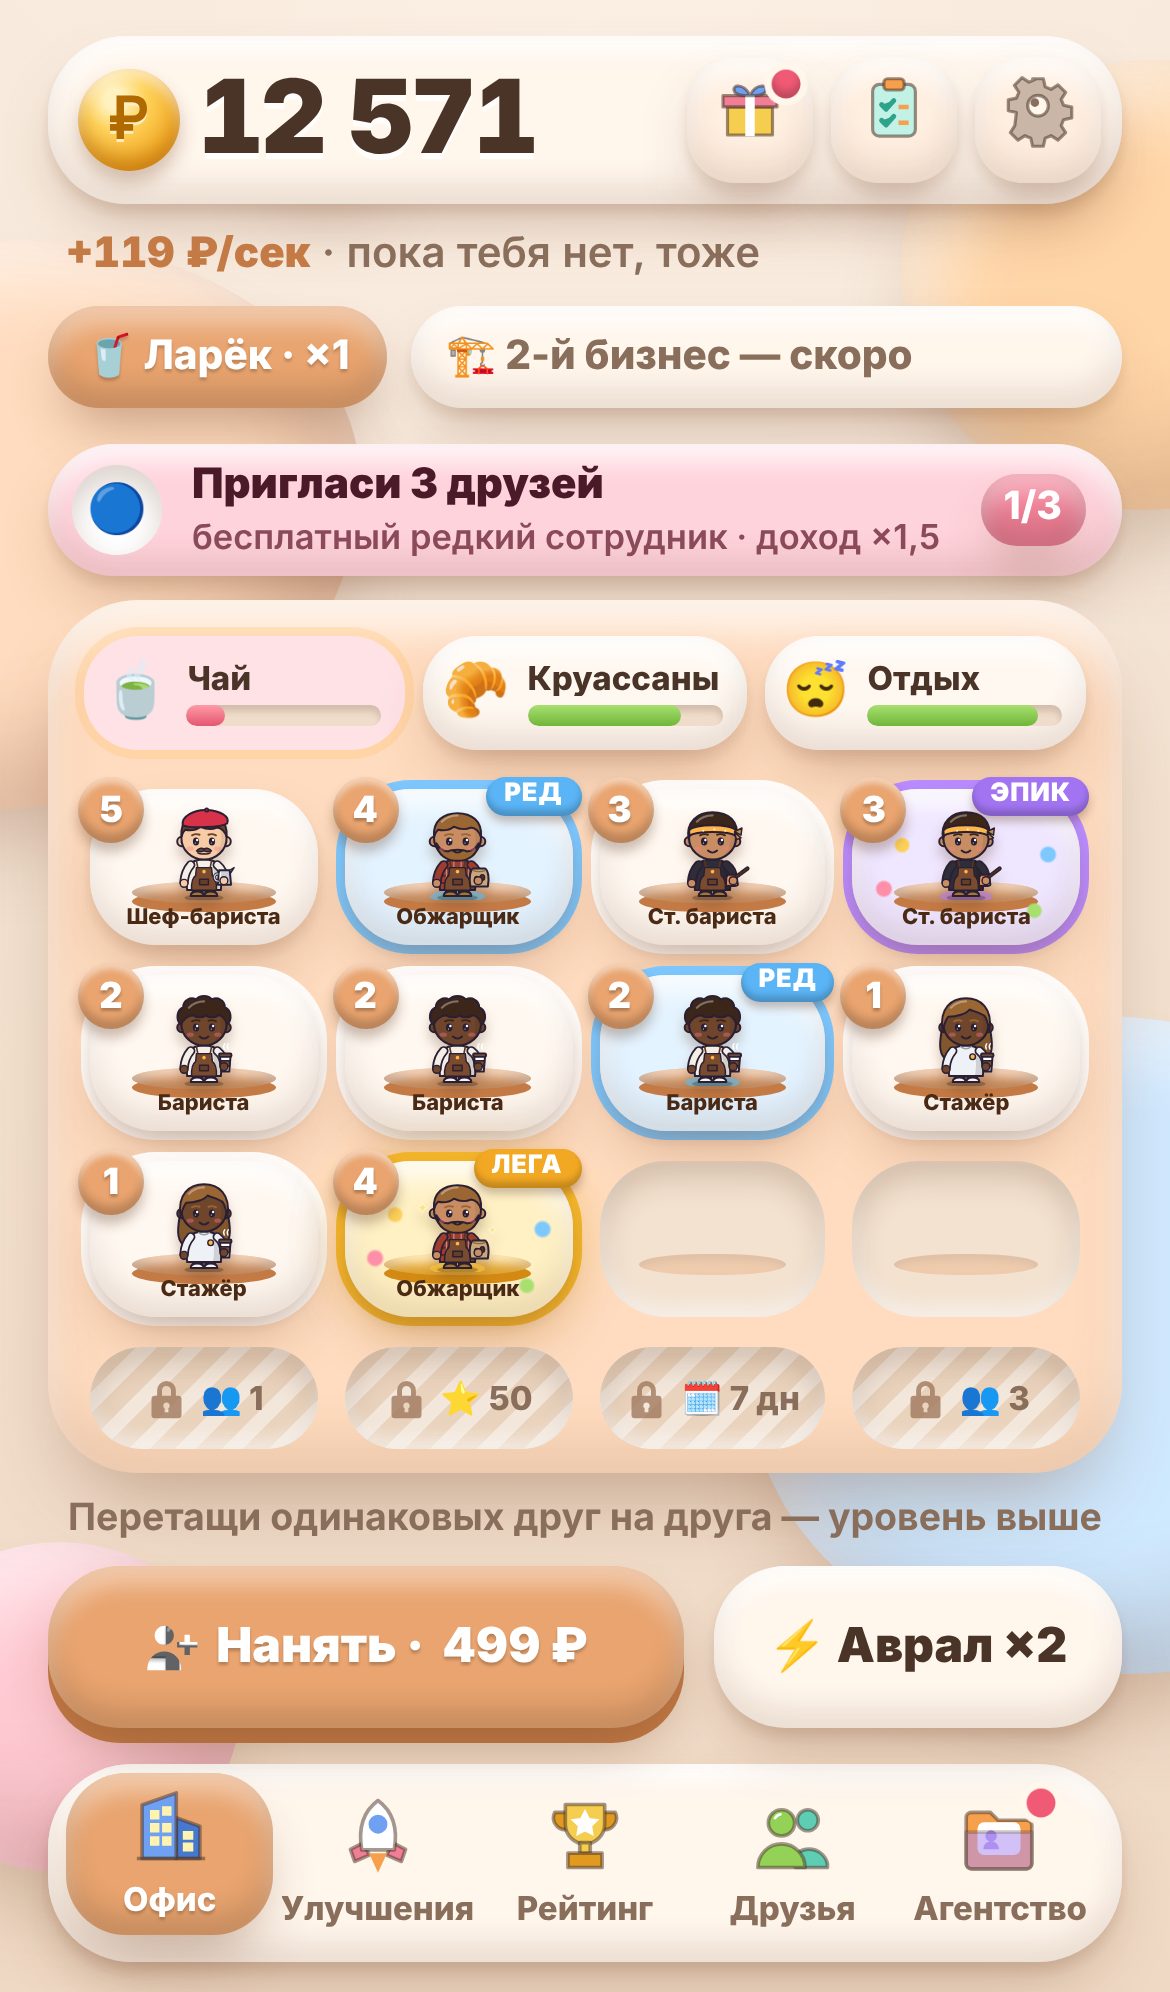 ₽ 12 571
+119 ₽/сек · пока тебя нет, тоже
Ларёк · ×1
2-й бизнес — скоро
Пригласи 3 друзей
бесплатный редкий сотрудник · доход ×1,5
1/3
Чай
Круассаны
Отдых
5
Шеф-бариста
4
РЕД
Обжарщик
3
Ст. бариста
3
ЭПИК
Ст. бариста
2
Бариста
2
Бариста
2
РЕД
Бариста
1
Стажёр
1
Стажёр
4
ЛЕГА
Обжарщик
1
50
7 дн
3
Перетащи одинаковых друг на друга — уровень выше
Нанять · 499 ₽
Аврал ×2
Офис
Улучшения
Рейтинг
Друзья
Агентство